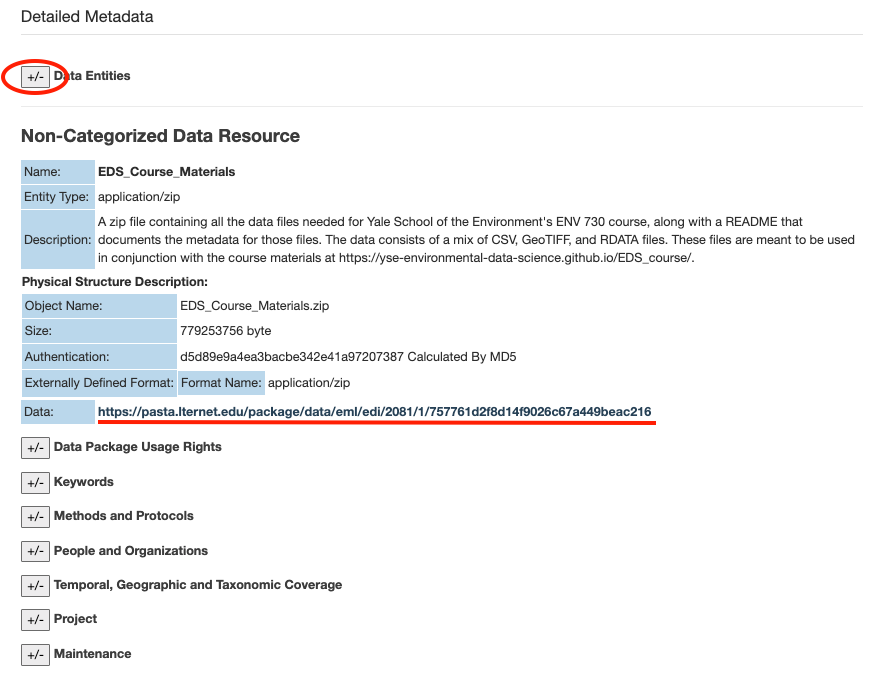 Detailed Metadata
+/- Data Entities
Non-Categorized Data Resource
Name: EDS_Course_Materials
Entity Type: application/zip
Description: A zip file containing all the data files needed for Yale School of the Environment's ENV 730 course, along with a README that
documents the metadata for those files. The data consists of a mix of CSV, GeoTIFF, and RDATA files. These files are meant to be used
in conjunction with the course materials at https://yse-environmental-data-science.github.io/EDS_course/.
Physical Structure Description:
Object Name: EDS_Course_Materials.zip
Size: 779253756 byte
Authentication: d5d89e9a4ea3bacbe342e41a97207387 Calculated By MD5
Externally Defined Format: Format Name: application/zip
Data: https://pasta.lternet.edu/package/data/eml/edi/2081/1/757761d2f8d14f9026c67a449beac216
+/- Data Package Usage Rights
+/- Keywords
+/- Methods and Protocols
+/- People and Organizations
+/- Temporal, Geographic and Taxonomic Coverage
+/- Project
+/- Maintenance